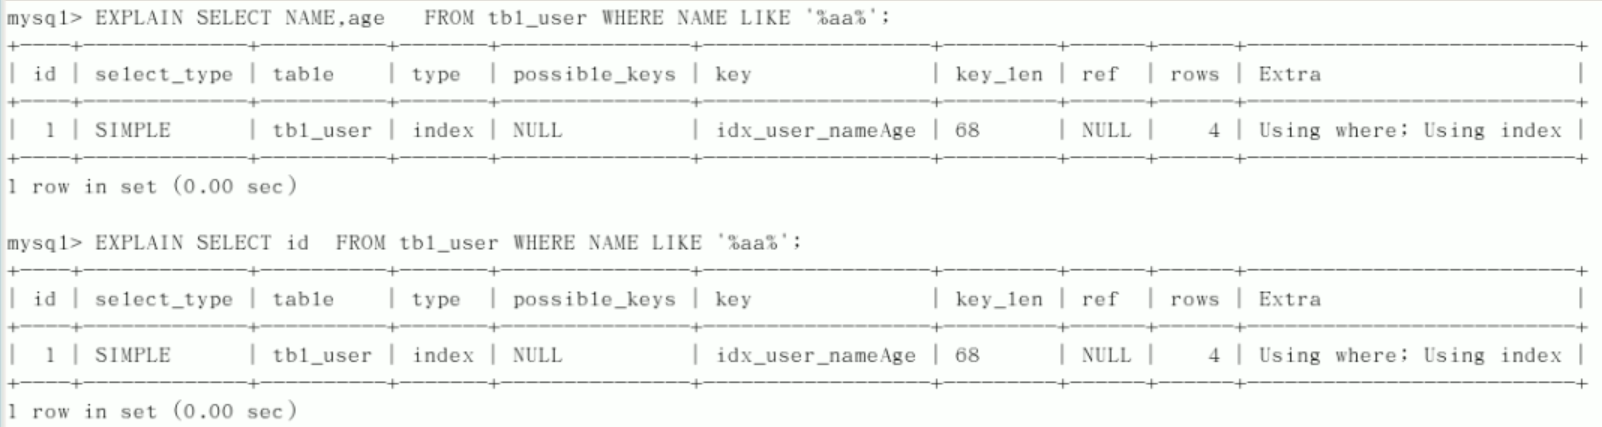 mysql> EXPLAIN SELECT NAME,age   FROM tbl_user WHERE NAME LIKE '%aa%';
+----+-------------+----------+-------+---------------+------------------+---------+------+------+--------------------------+
| id | select_type | table    | type  | possible_keys | key              | key_len | ref  | rows | Extra                    |
+----+-------------+----------+-------+---------------+------------------+---------+------+------+--------------------------+
|  1 | SIMPLE      | tbl_user | index | NULL          | idx_user_nameAge | 68      | NULL |    4 | Using where; Using index |
+----+-------------+----------+-------+---------------+------------------+---------+------+------+--------------------------+
1 row in set (0.00 sec)
mysql> EXPLAIN SELECT id  FROM tbl_user WHERE NAME LIKE '%aa%';
+----+-------------+----------+-------+---------------+------------------+---------+------+------+--------------------------+
| id | select_type | table    | type  | possible_keys | key              | key_len | ref  | rows | Extra                    |
+----+-------------+----------+-------+---------------+------------------+---------+------+------+--------------------------+
|  1 | SIMPLE      | tbl_user | index | NULL          | idx_user_nameAge | 68      | NULL |    4 | Using where; Using index |
+----+-------------+----------+-------+---------------+------------------+---------+------+------+--------------------------+
1 row in set (0.00 sec)